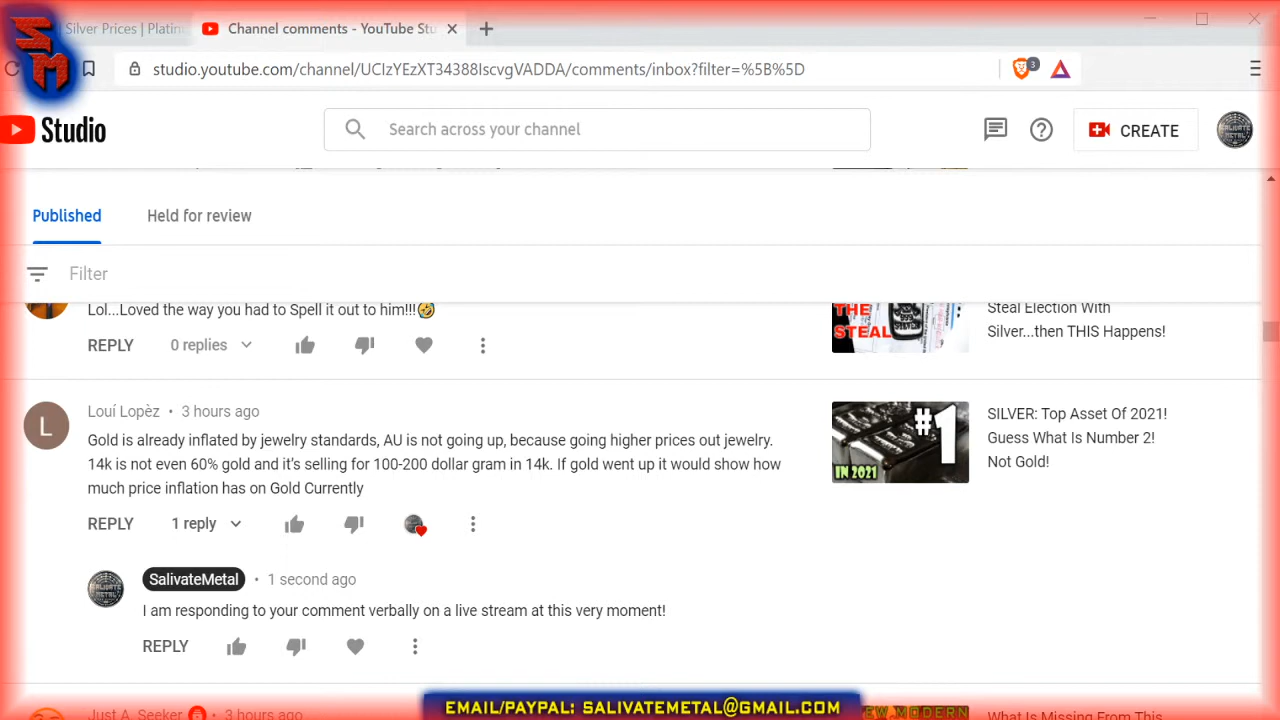 SM
Silver Prices | Platin
Channel comments - YouTube Stu
studio.youtube.com/channel/UCIzYEzXT34388IscvgVADDA/comments/inbox?filter=%5B%5D
3
Studio
Search across your channel
CREATE
SALIVATE METAL
Published
Held for review
Filter
Lol...Loved the way you had to Spell it out to him!!!🤣
THE STEAL
Steal Election With
Silver...then THIS Happens!
REPLY
0 replies
L
Louí Lopèz • 3 hours ago
Gold is already inflated by jewelry standards, AU is not going up, because going higher prices out jewelry.
14k is not even 60% gold and it's selling for 100-200 dollar gram in 14k. If gold went up it would show how
much price inflation has on Gold Currently
#1
IN 2021
SILVER: Top Asset Of 2021!
Guess What Is Number 2!
Not Gold!
REPLY
1 reply
SalivateMetal • 1 second ago
I am responding to your comment verbally on a live stream at this very moment!
REPLY
Just A. Seeker 3 hours ago
EMAIL/PAYPAL: SALIVATEMETAL@GMAIL.COM
EW MODERN
What Is Missing From This